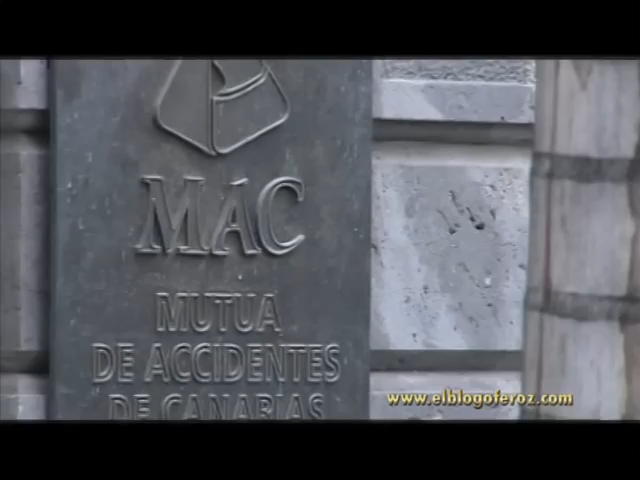 MAC
MUTUA
DE ACCIDENTES
DE CANARIAS
www.elblogoferoz.com